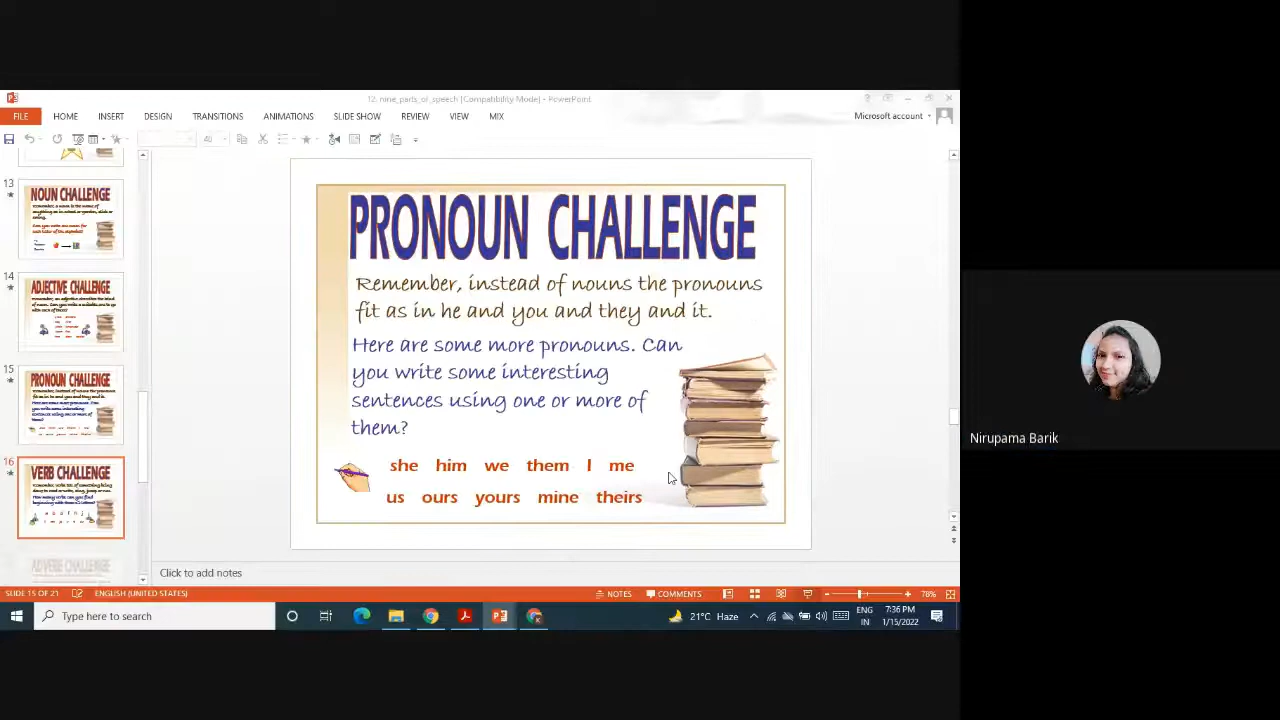 12. nine_parts_of_speech [Compatibility Mode] - PowerPoint
FILE HOME INSERT DESIGN TRANSITIONS ANIMATIONS SLIDE SHOW REVIEW VIEW MIX
Microsoft account
40
13
NOUN CHALLENGE
14
ADJECTIVE CHALLENGE
15
PRONOUN CHALLENGE
16
VERB CHALLENGE
ADVERB CHALLENGE
PRONOUN CHALLENGE
Remember, instead of nouns the pronouns
fit as in he and you and they and it.
Here are some more pronouns. Can
you write some interesting
sentences using one or more of
them?
she him we them I me
us ours yours mine theirs
Click to add notes
SLIDE 15 OF 21 ENGLISH (UNITED STATES) NOTES COMMENTS 78%
Type here to search
21°C Haze
ENG
IN
7:36 PM
1/15/2022
Nirupama Barik